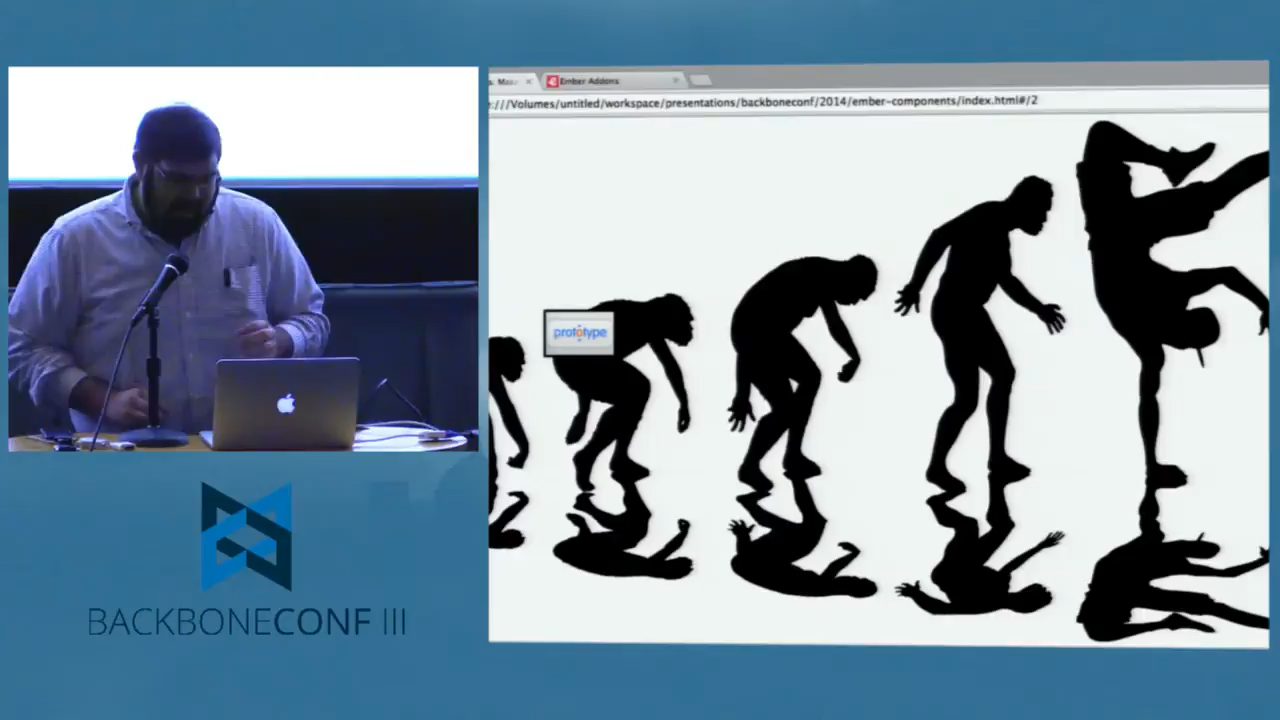 Ember Addons
:///Volumes/untitled/workspace/presentations/backboneconf/2014/ember-components/index.html#/2
prototype
BACKBONECONF III